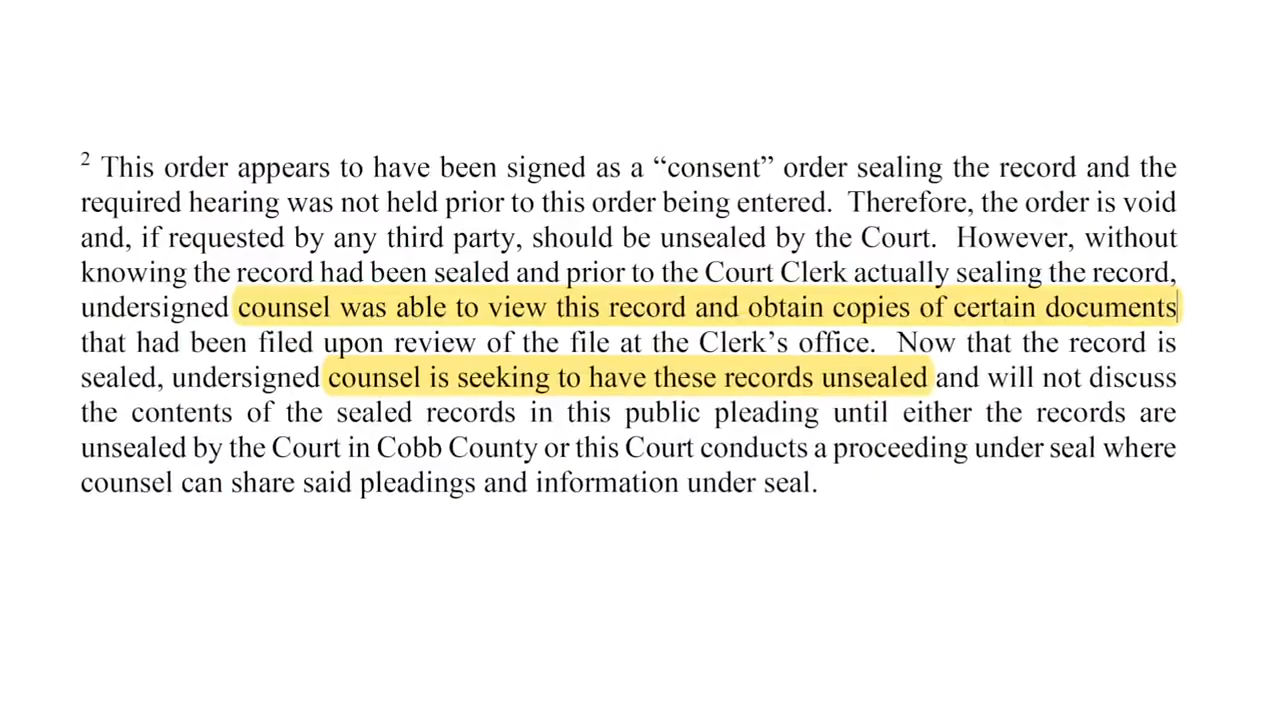 2 This order appears to have been signed as a “consent” order sealing the record and the
required hearing was not held prior to this order being entered.  Therefore, the order is void
and, if requested by any third party, should be unsealed by the Court.  However, without
knowing the record had been sealed and prior to the Court Clerk actually sealing the record,
undersigned counsel was able to view this record and obtain copies of certain documents
that had been filed upon review of the file at the Clerk’s office.  Now that the record is
sealed, undersigned counsel is seeking to have these records unsealed and will not discuss
the contents of the sealed records in this public pleading until either the records are
unsealed by the Court in Cobb County or this Court conducts a proceeding under seal where
counsel can share said pleadings and information under seal.